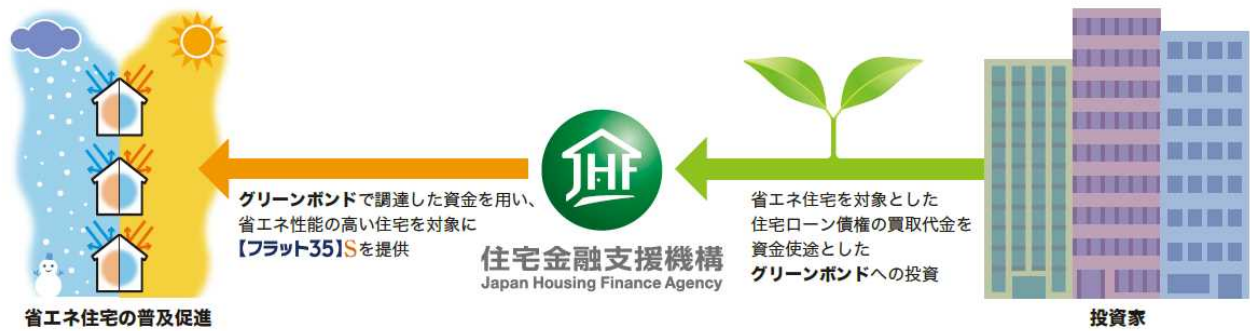 グリーンボンドで調達した資金を用い、
省エネ性能の高い住宅を対象に
【フラット35】Sを提供
省エネ住宅の普及促進
JHF
住宅金融支援機構
Japan Housing Finance Agency
省エネ住宅を対象とした
住宅ローン債権の買取代金を
資金使途とした
グリーンボンドへの投資
投資家